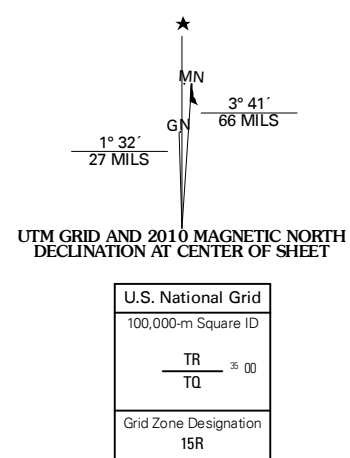 ★
MN
3° 41´
66 MILS
GN
1° 32´
27 MILS
UTM GRID AND 2010 MAGNETIC NORTH
DECLINATION AT CENTER OF SHEET
U.S. National Grid
100,000-m Square ID
TR
35 00
TQ
Grid Zone Designation
15R